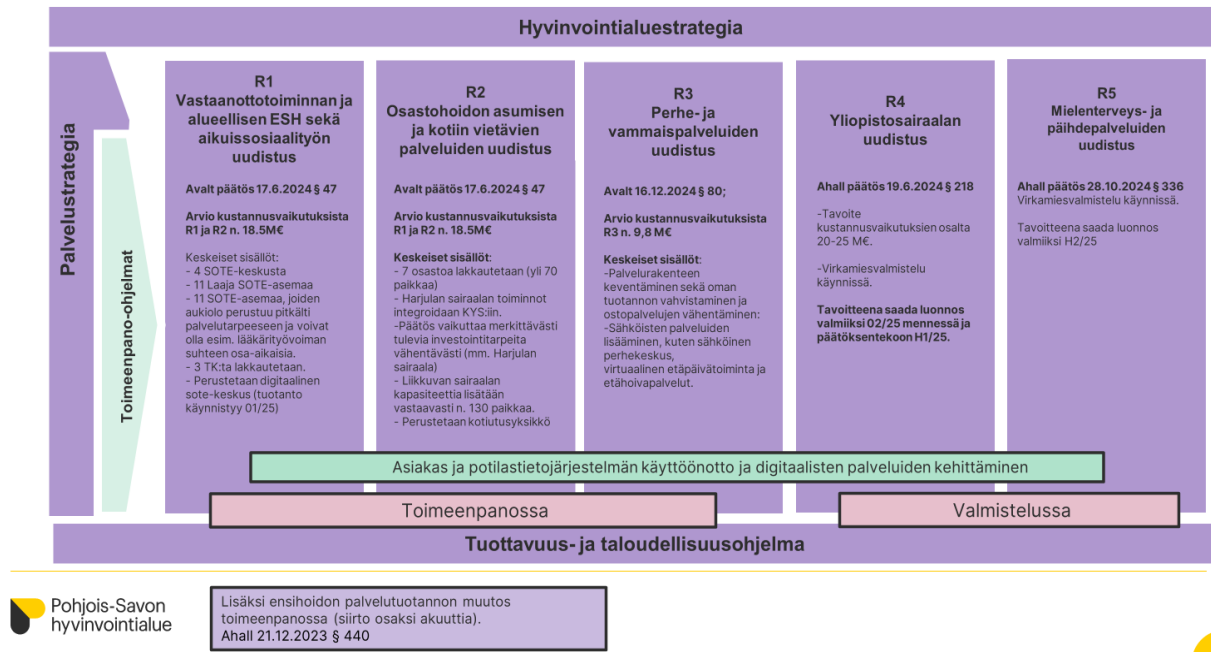 Hyvinvointialuestrategia
Palvelustrategia
Toimeenpano-ohjelmat
R1
Vastaanottotoiminnan ja
alueellisen ESH sekä
aikuissosiaalityön
uudistus
Avalt päätös 17.6.2024 § 47
Arvio kustannusvaikutuksista
R1 ja R2 n. 18.5M€
Keskeiset sisällöt:
- 4 SOTE-keskusta
- 11 Laaja SOTE-asemaa
- 11 SOTE-asemaa, joiden
aukiolo perustuu pitkälti
palvelutarpeeseen ja voivat
olla esim. lääkärityövoiman
suhteen osa-aikaisia.
- 3 TK:ta lakkautetaan.
- Perustetaan digitaalinen
sote-keskus (tuotanto
käynnistyy 01/25)
R2
Osastohoidon asumisen
ja kotiin vietävien
palveluiden uudistus
Avalt päätös 17.6.2024 § 47
Arvio kustannusvaikutuksista
R1 ja R2 n. 18.5M€
Keskeiset sisällöt:
- 7 osastoa lakkautetaan (yli 70
paikkaa)
- Harjulan sairaalan toiminnot
integroidaan KYS:iin.
-Päätös vaikuttaa merkittävästi
tulevia investointitarpeita
vähentävästi (mm. Harjulan
sairaala)
- Liikkuvan sairaalan
kapasiteettia lisätään
vastaavasti n. 130 paikkaa.
- Perustetaan kotiutusyksikkö
R3
Perhe- ja
vammaispalveluiden
uudistus
Avalt 16.12.2024 § 80;
Arvio kustannusvaikutuksista
R3 n. 9,8 M€
Keskeiset sisällöt:
-Palvelurakenteen
keventäminen sekä oman
tuotannon vahvistaminen ja
ostopalvelujen vähentäminen:
-Sähköisten palveluiden
lisääminen, kuten sähköinen
perhekeskus,
virtuaalinen etäpäivätoiminta ja
etähoivapalvelut.
R4
Yliopistosairaalan
uudistus
Ahall päätös 19.6.2024 § 218
-Tavoite
kustannusvaikutuksien osalta
20-25 M€.
-Virkamiesvalmistelu
käynnissä.
Tavoitteena saada luonnos
valmiiksi 02/25 mennessä ja
päätöksentekoon H1/25.
R5
Mielenterveys- ja
päihdepalveluiden
uudistus
Ahall päätös 28.10.2024 § 336
Virkamiesvalmistelu käynnissä.
Tavoitteena saada luonnos
valmiiksi H2/25
Asiakas ja potilastietojärjestelmän käyttöönotto ja digitaalisten palveluiden kehittäminen
Toimeenpanossa
Valmistelussa
Tuottavuus- ja taloudellisuusohjelma
Pohjois-Savon
hyvinvointialue
Lisäksi ensihoidon palvelutuotannon muutos
toimeenpanossa (siirto osaksi akuuttia).
Ahall 21.12.2023 § 440